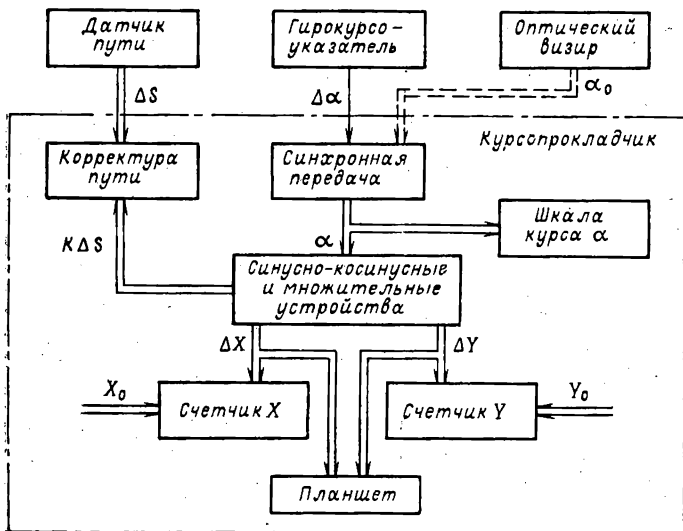 Датчик
пути
Гирокурсо-
указатель
Оптический
визир
ΔS
Δα
α₀
Курсопрокладчик
Корректура
пути
Синхронная
передача
Шкала
курса α
α
KΔS
Синусно-косинусные
и множительные
устройства
ΔX
ΔY
X₀
Счетчик X
Счетчик Y
Y₀
Планшет